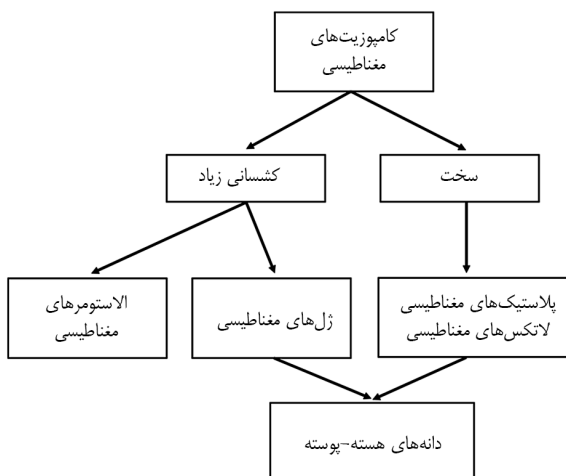 کامپوزیت‌های
مغناطیسی
سخت
کشسانی زیاد
پلاستیک‌های مغناطیسی
لاتکس‌های مغناطیسی
ژل‌های مغناطیسی
الاستومرهای
مغناطیسی
دانه‌های هسته-پوسته